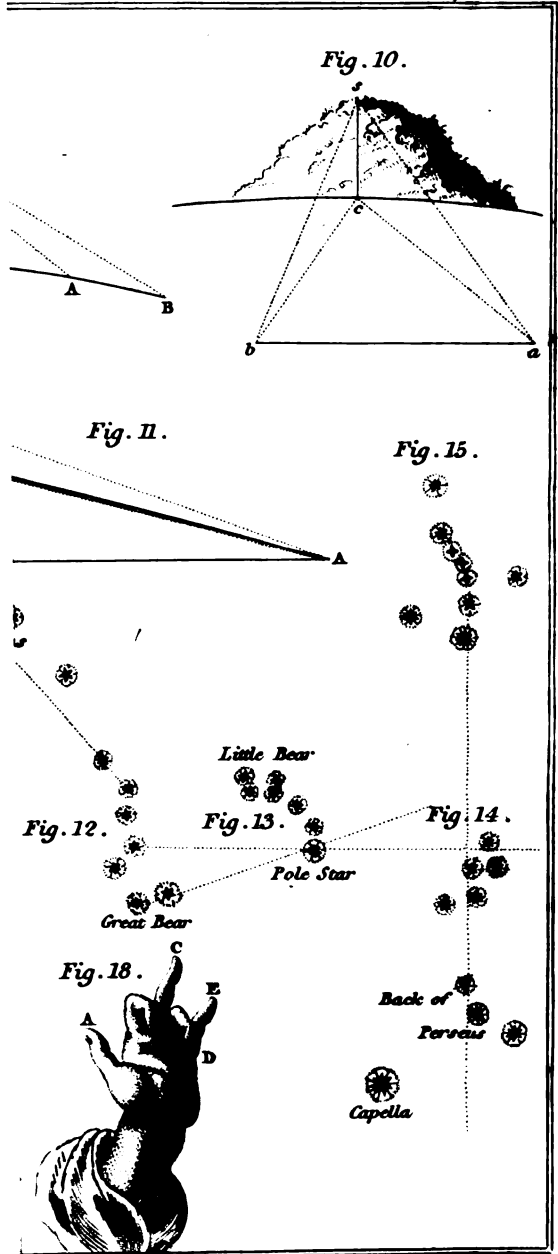 Fig. 10.
s
c
A
B
b
a
Fig. 11.
Fig. 15.
A
s
Little Bear
Fig. 12.
Fig. 13.
Fig. 14.
Pole Star
Great Bear
C
Fig. 18.
E
A
Back of
D
Perseus
Capella